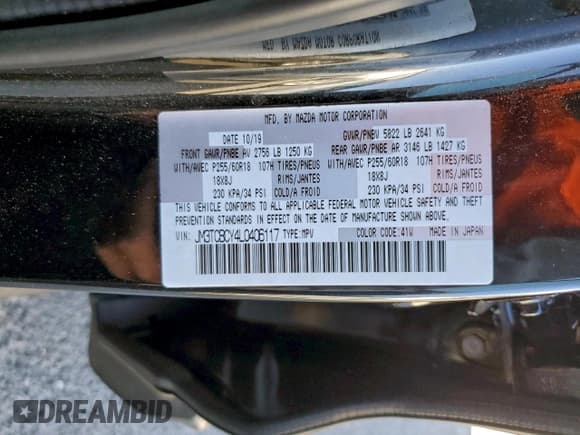 MFD. BY MAZDA MOTOR CORPORATION
DATE 10/19 GVWR/PNBV 5822 LB 2641 KG
FRONT GAWR/PNBE AV 2756 LB 1250 KG REAR GAWR/PNBE AR 3146 LB 1427 KG
WITH/AVEC P255/60R18 107H TIRES/PNEUS WITH/AVEC P255/60R18 107H TIRES/PNEUS
18X8J RIMS/JANTES 18X8J RIMS/JANTES
230 KPA/34 PSI COLD/A FROID 230 KPA/34 PSI COLD/A FROID
THIS VEHICLE CONFORMS TO ALL APPLICABLE FEDERAL MOTOR VEHICLE SAFETY AND THEFT
PREVENTION STANDARDS IN EFFECT ON THE DATE OF MANUFACTURE SHOWN ABOVE.
VIN: JM3TCBCY4L0406117 TYPE:MPV COLOR CODE:41W MADE IN JAPAN
DREAMBID